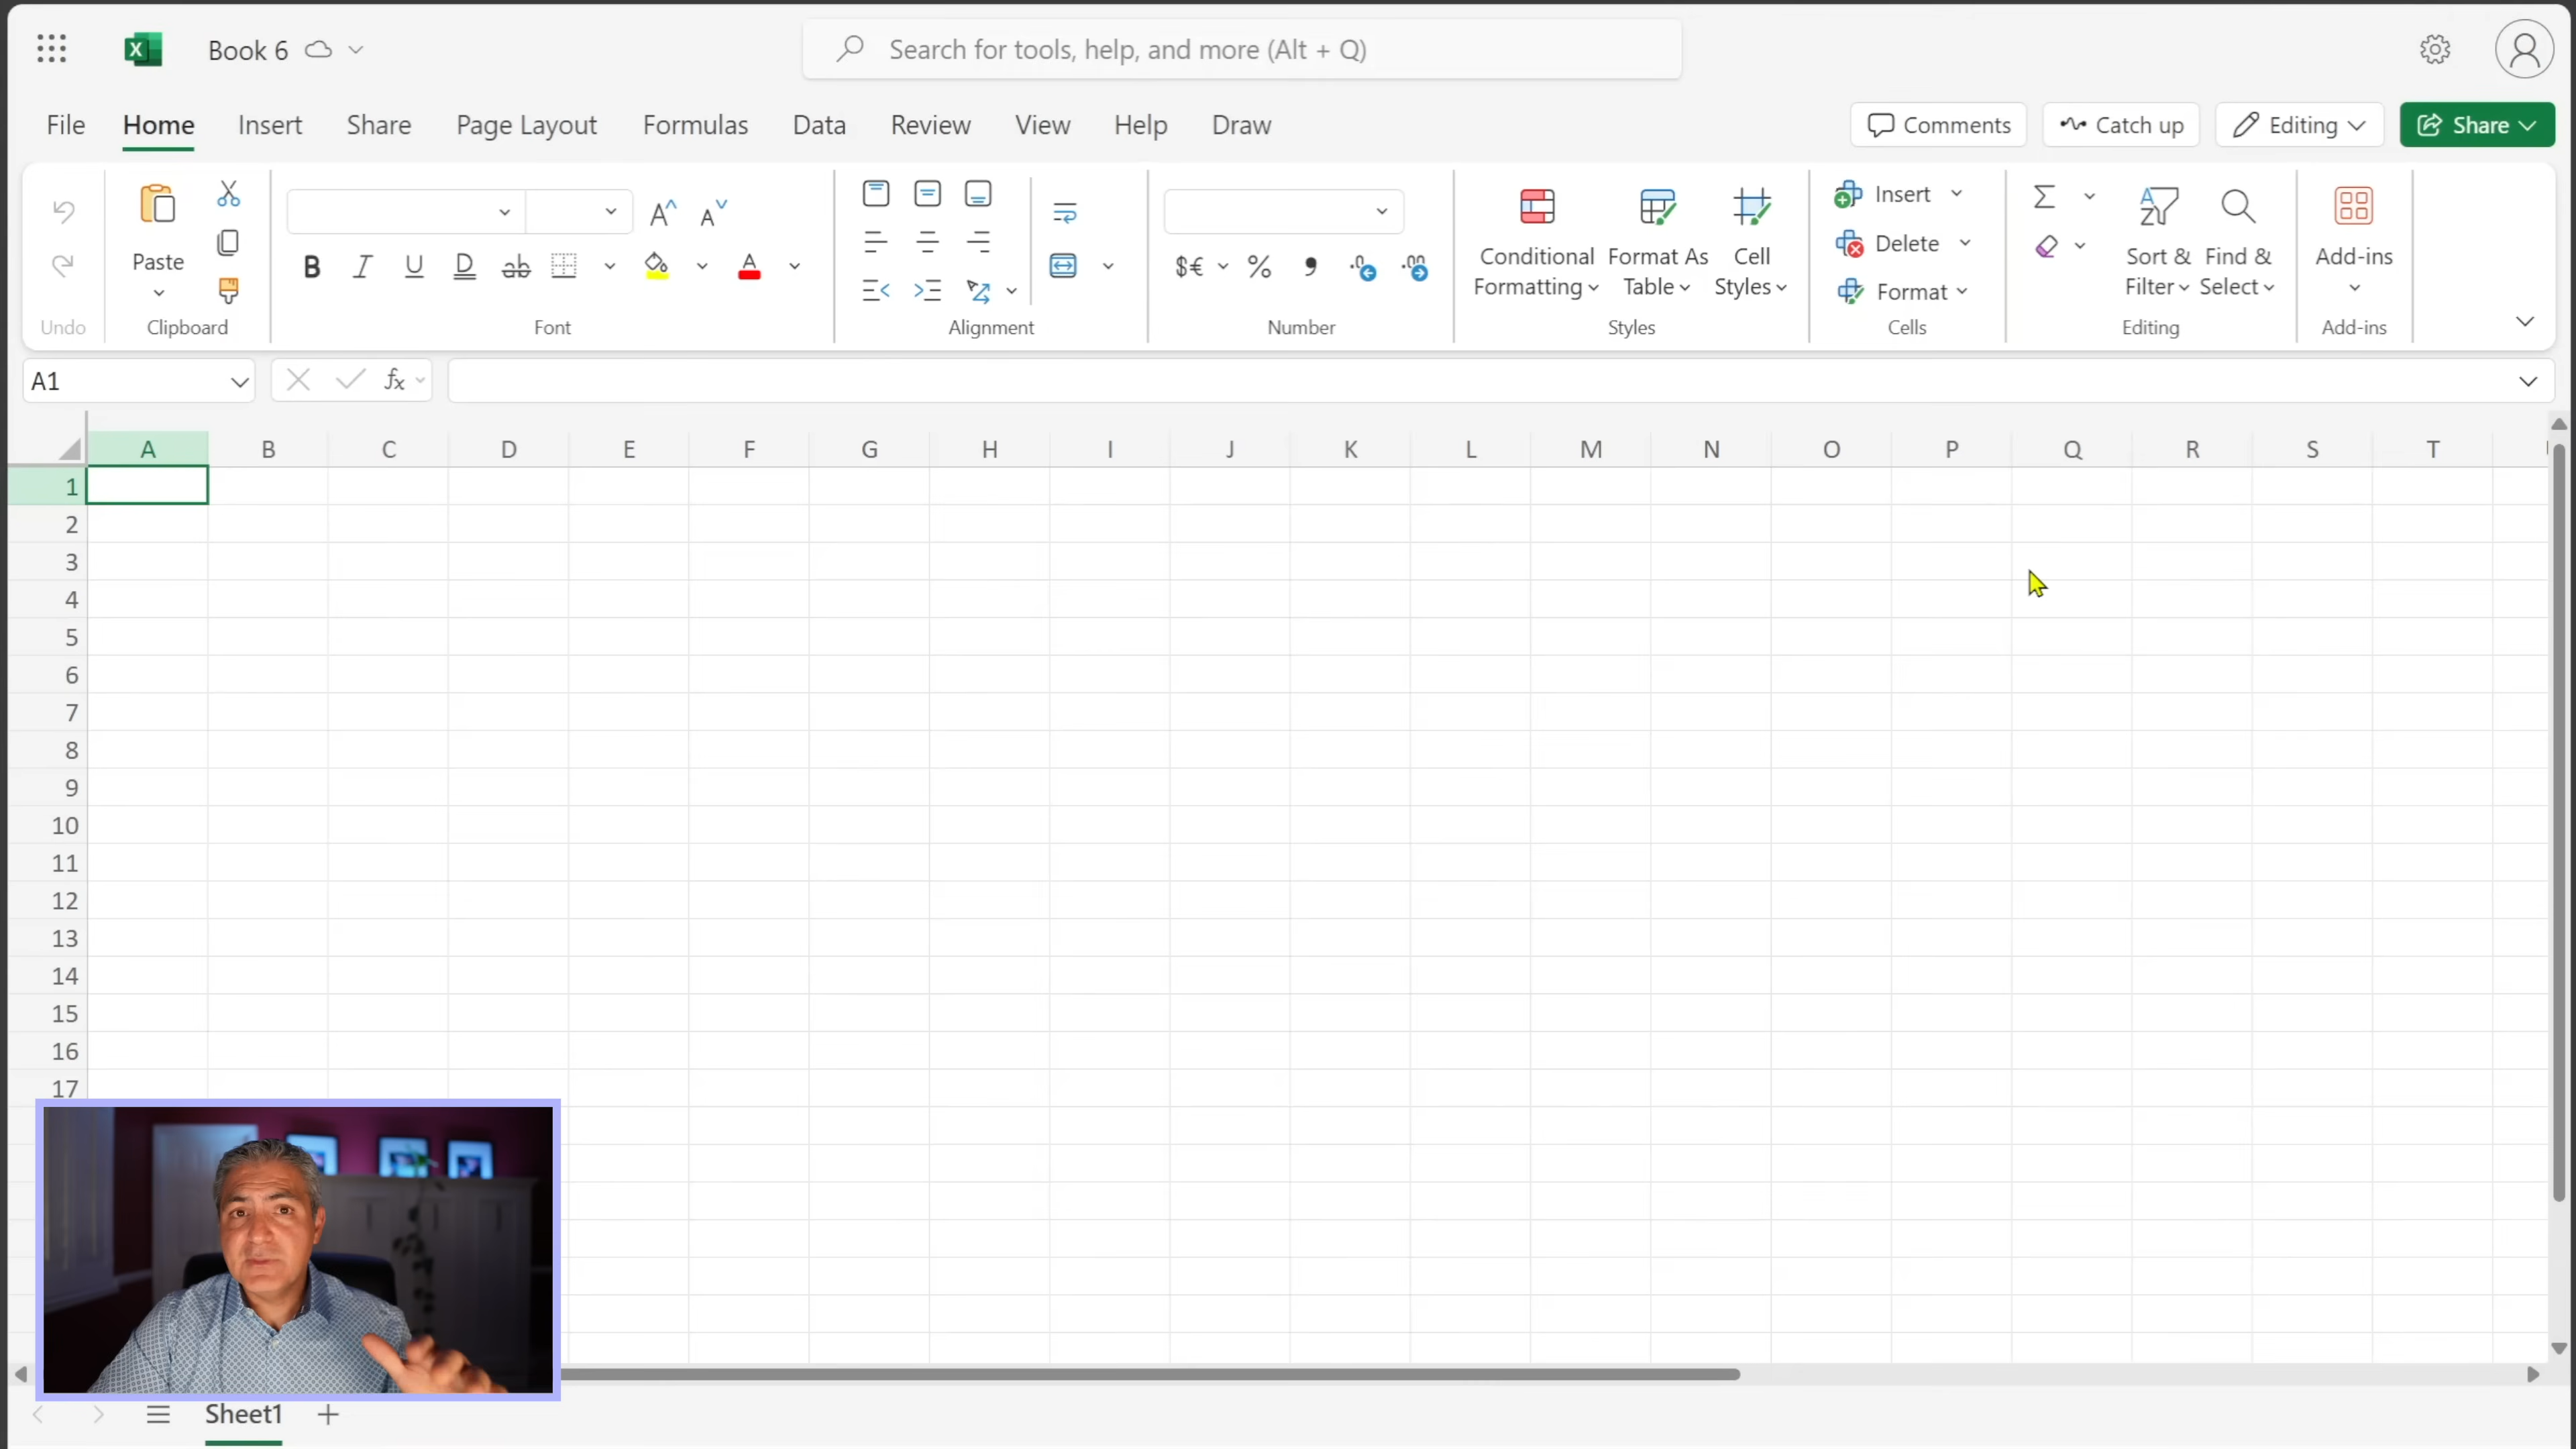 Book 6
Search for tools, help, and more (Alt + Q)
File Home Insert Share Page Layout Formulas Data Review View Help Draw
Comments Catch up Editing Share
Paste
Undo Clipboard Font Alignment
$€ % Number
Conditional Formatting Format As Table Cell Styles
Styles
Insert
Delete
Format
Cells
Sort & Filter Find & Select
Editing
Add-ins
Add-ins
A1 fx
A B C D E F G H I J K L M N O P Q R S T
1
2
3
4
5
6
7
8
9
10
11
12
13
14
15
16
17
Sheet1